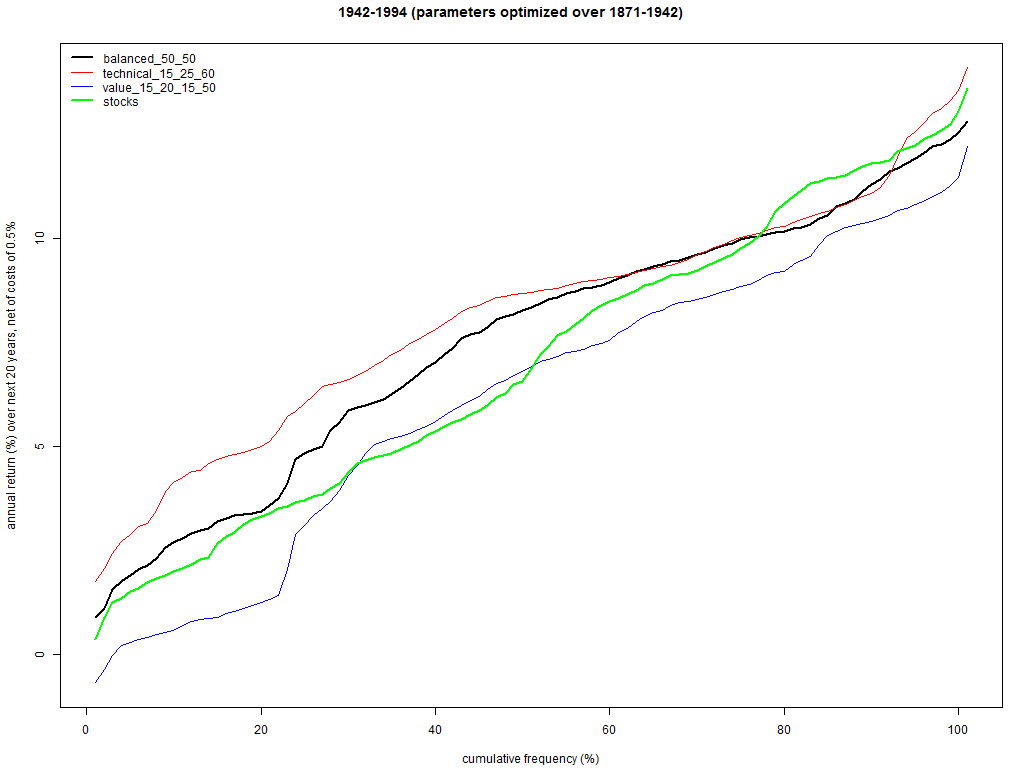 1942-1994 (parameters optimized over 1871-1942)
balanced_50_50
technical_15_25_60
value_15_20_15_50
stocks
annual return (%) over next 20 years, net of costs of 0.5%
10
5
0
0 20 40 60 80 100
cumulative frequency (%)